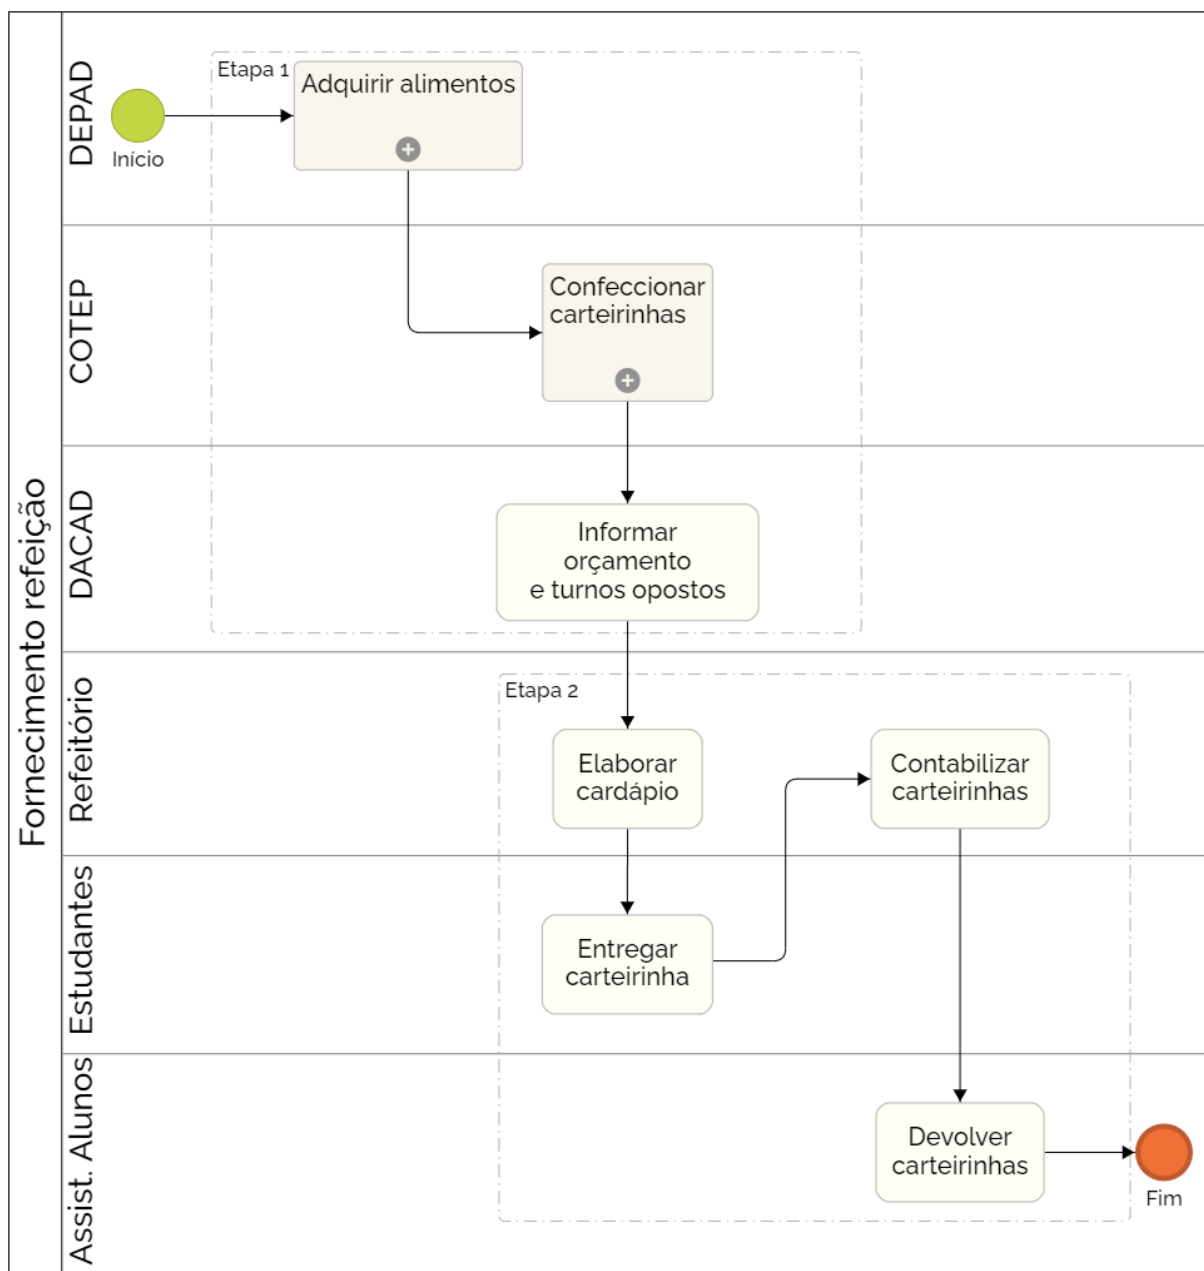 Fornecimento refeição
DEPAD
Início
Etapa 1
Adquirir alimentos
COTEP
Confeccionar
carteirinhas
DACAD
Informar
orçamento
e turnos opostos
Refeitório
Etapa 2
Elaborar
cardápio
Contabilizar
carteirinhas
Estudantes
Entregar
carteirinha
Assist. Alunos
Devolver
carteirinhas
Fim